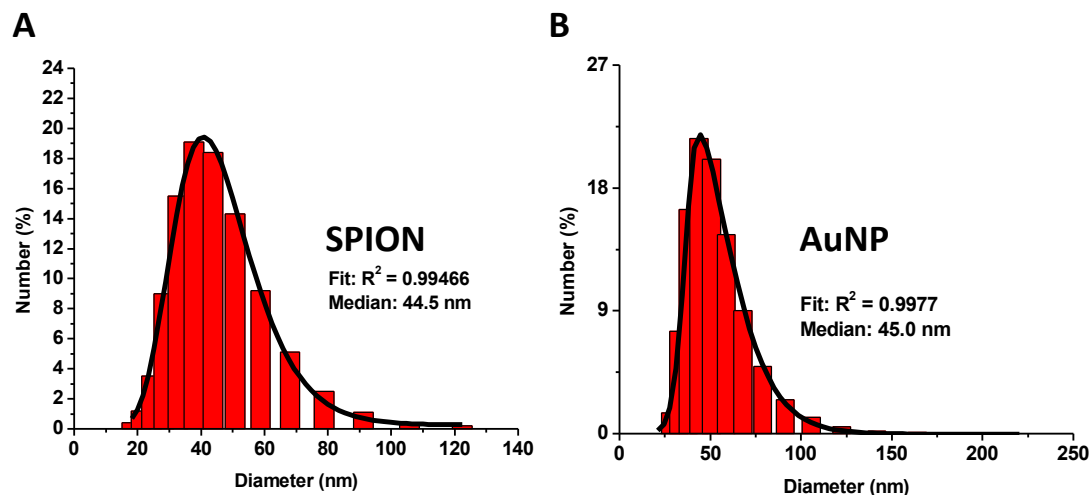 A
24
22
20
18
16
14
12
10
8
6
4
2
0
Number (%)
SPION
Fit: R² = 0.99466
Median: 44.5 nm
0 20 40 60 80 100 120 140
Diameter (nm)
B
27
18
9
0
Number (%)
AuNP
Fit: R² = 0.9977
Median: 45.0 nm
0 50 100 150 200 250
Diameter (nm)